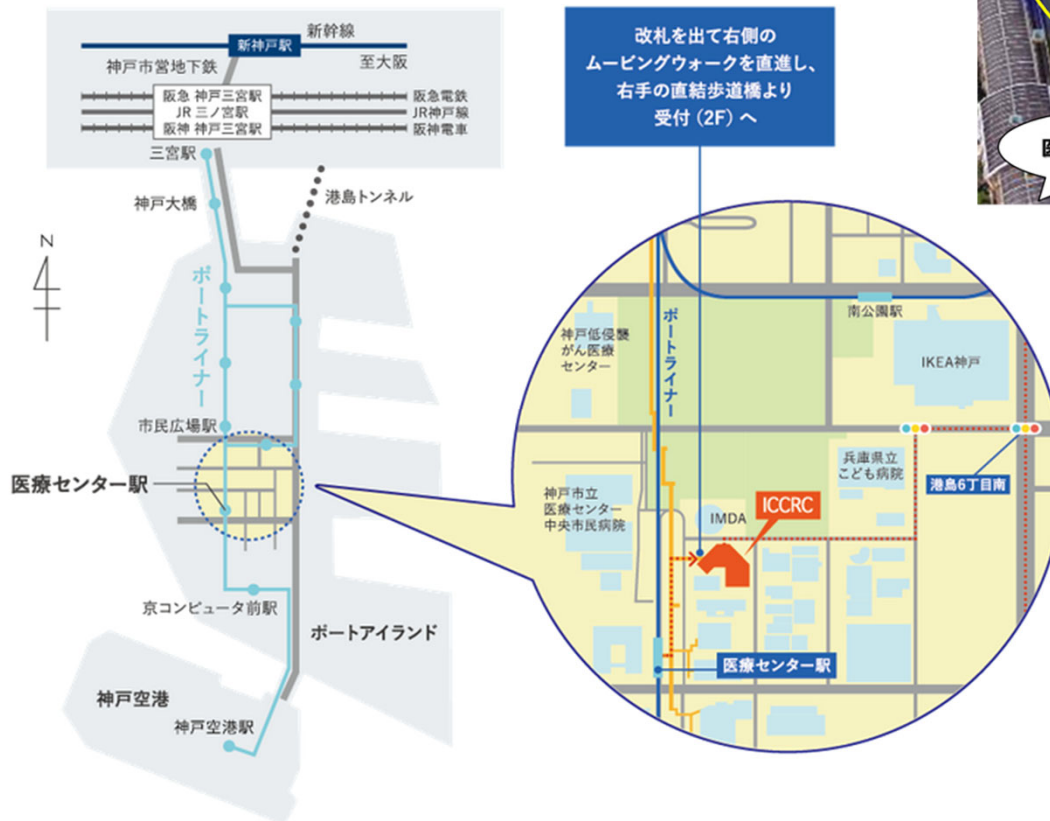 新幹線
新神戸駅
神戸市営地下鉄
至大阪
阪急 神戸三宮駅
阪急電鉄
JR 三ノ宮駅
JR神戸線
阪神 神戸三宮駅
阪神電車
三宮駅
港島トンネル
神戸大橋
N
ポートライナー
市民広場駅
医療センター駅
京コンピュータ前駅
ポートアイランド
神戸空港
神戸空港駅
改札を出て右側の
ムービングウォークを直進し、
右手の直結歩道橋より
受付（2F）へ
南公園駅
神戸低侵襲
がん医療
センター
ポートライナー
IKEA神戸
兵庫県立
こども病院
港島6丁目南
神戸市立
医療センター
中央市民病院
IMDA
ICCRC
医療センター駅